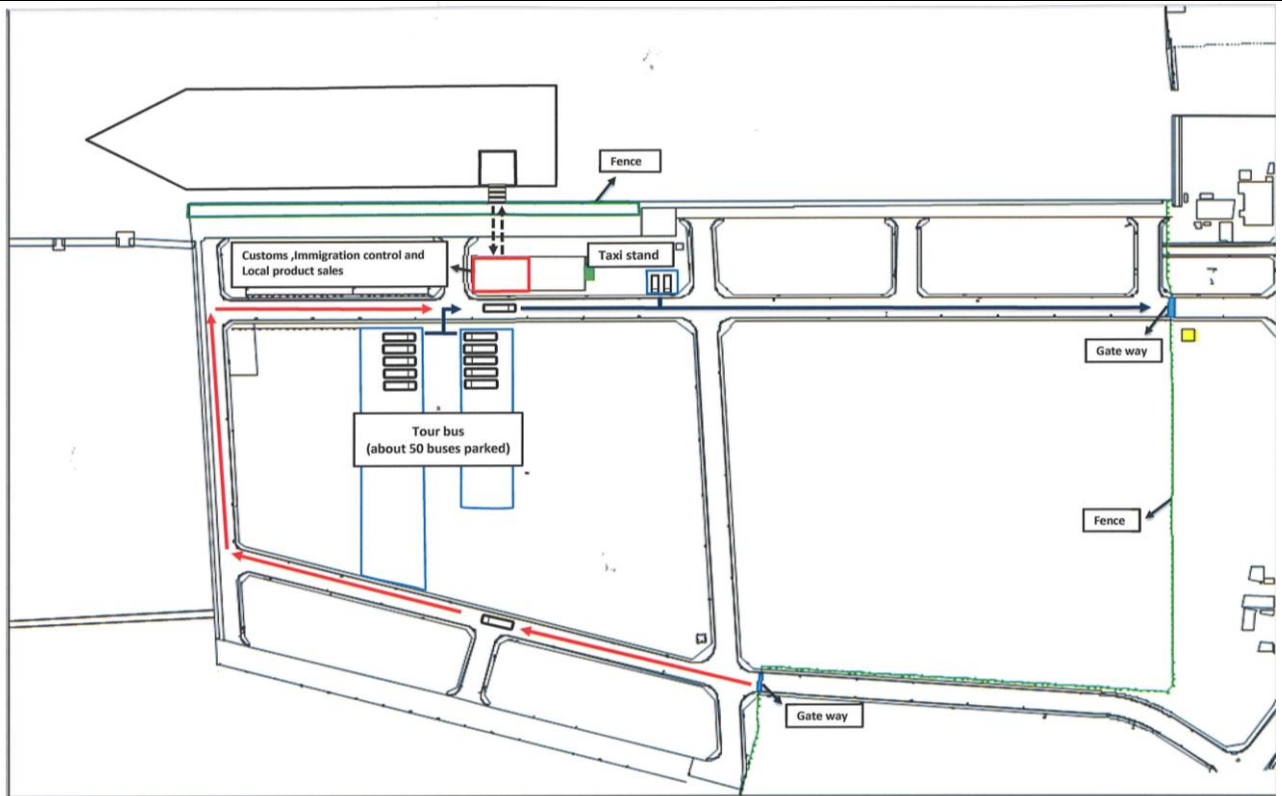 Fence
Customs ,Immigration control and
Local product sales
Taxi stand
Gate way
Tour bus
(about 50 buses parked)
Fence
Gate way